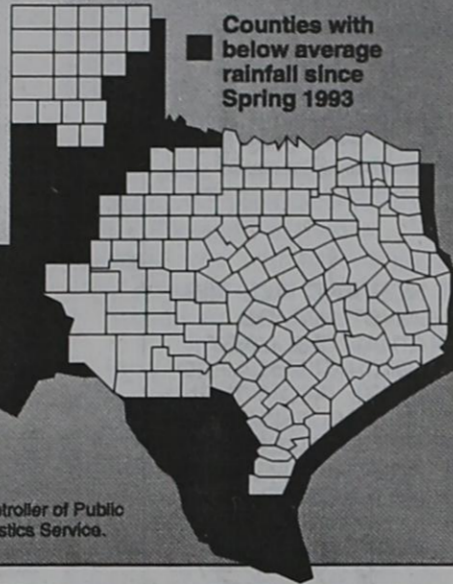 Counties with
below average
rainfall since
Spring 1993
troller of Public
stics Service.